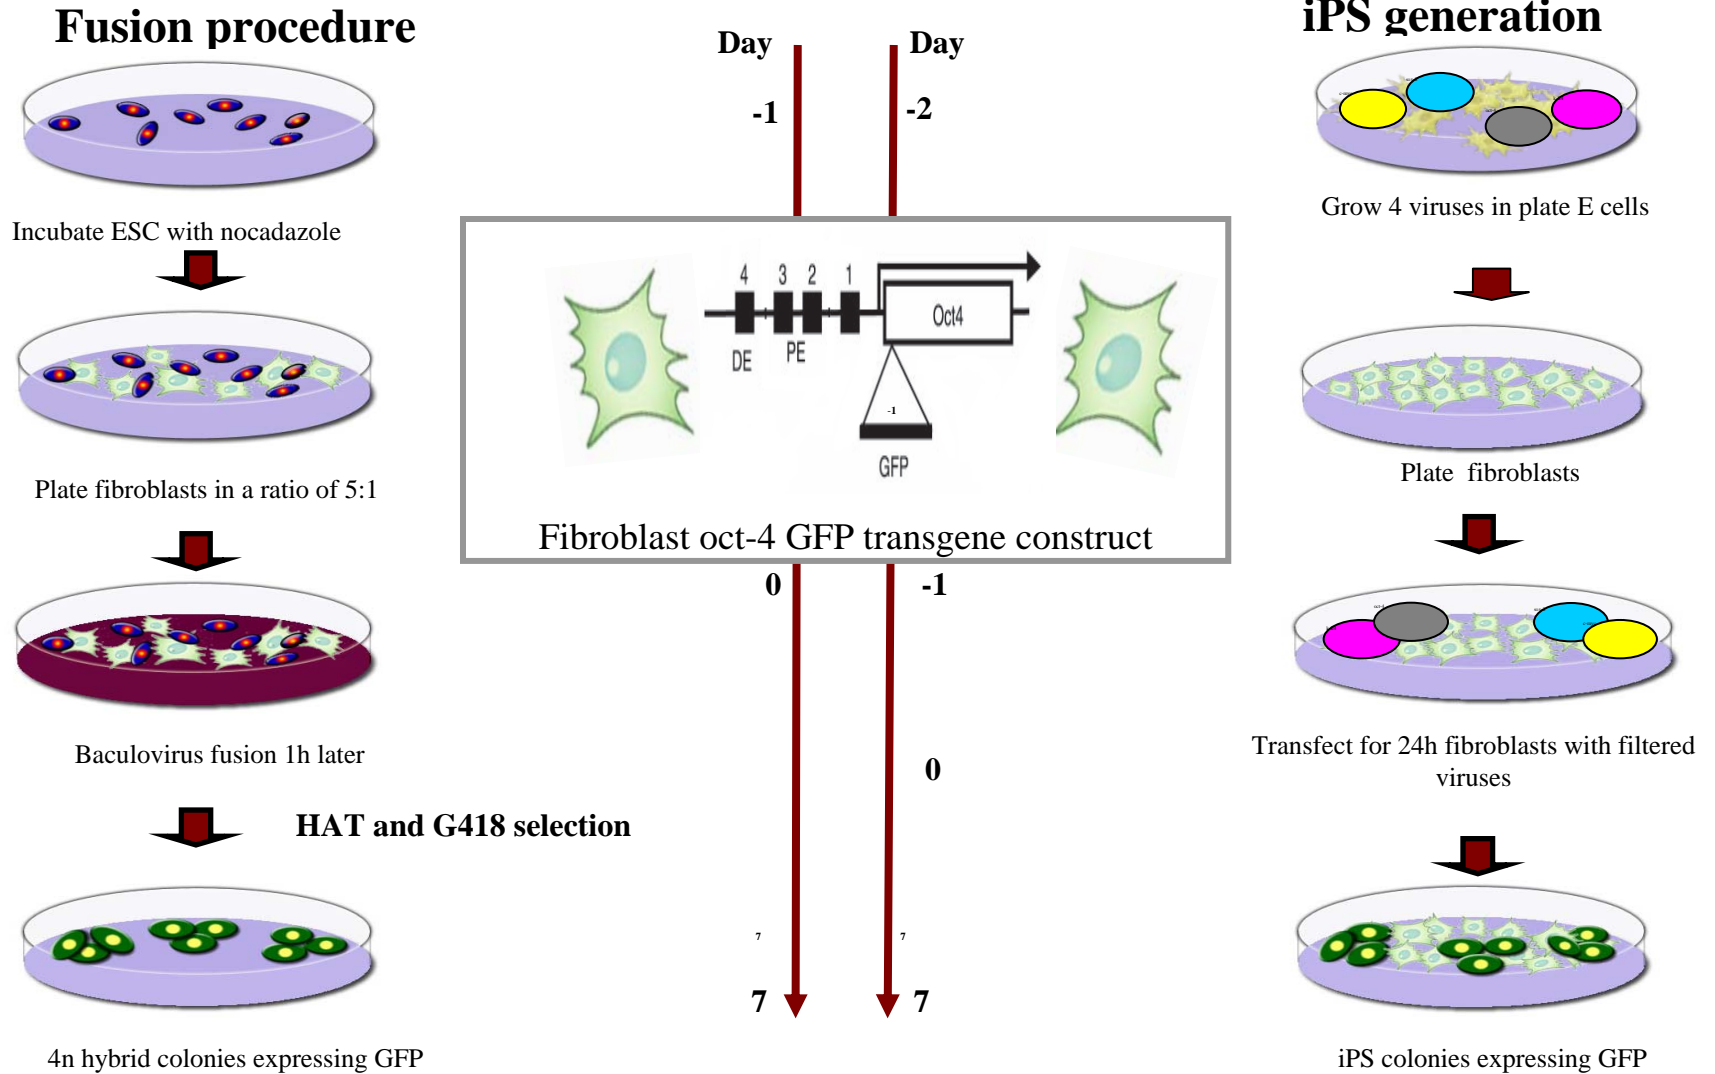 Fusion procedure
Day
Day
iPS generation
-1
-2
Incubate ESC with nocadazole
Grow 4 viruses in plate E cells
4 3 2 1
Oct4
DE PE
-1
GFP
Fibroblast oct-4 GFP transgene construct
Plate fibroblasts in a ratio of 5:1
Plate fibroblasts
0
-1
Baculovirus fusion 1h later
Transfect for 24h fibroblasts with filtered
viruses
0
HAT and G418 selection
7
7
7
7
4n hybrid colonies expressing GFP
iPS colonies expressing GFP